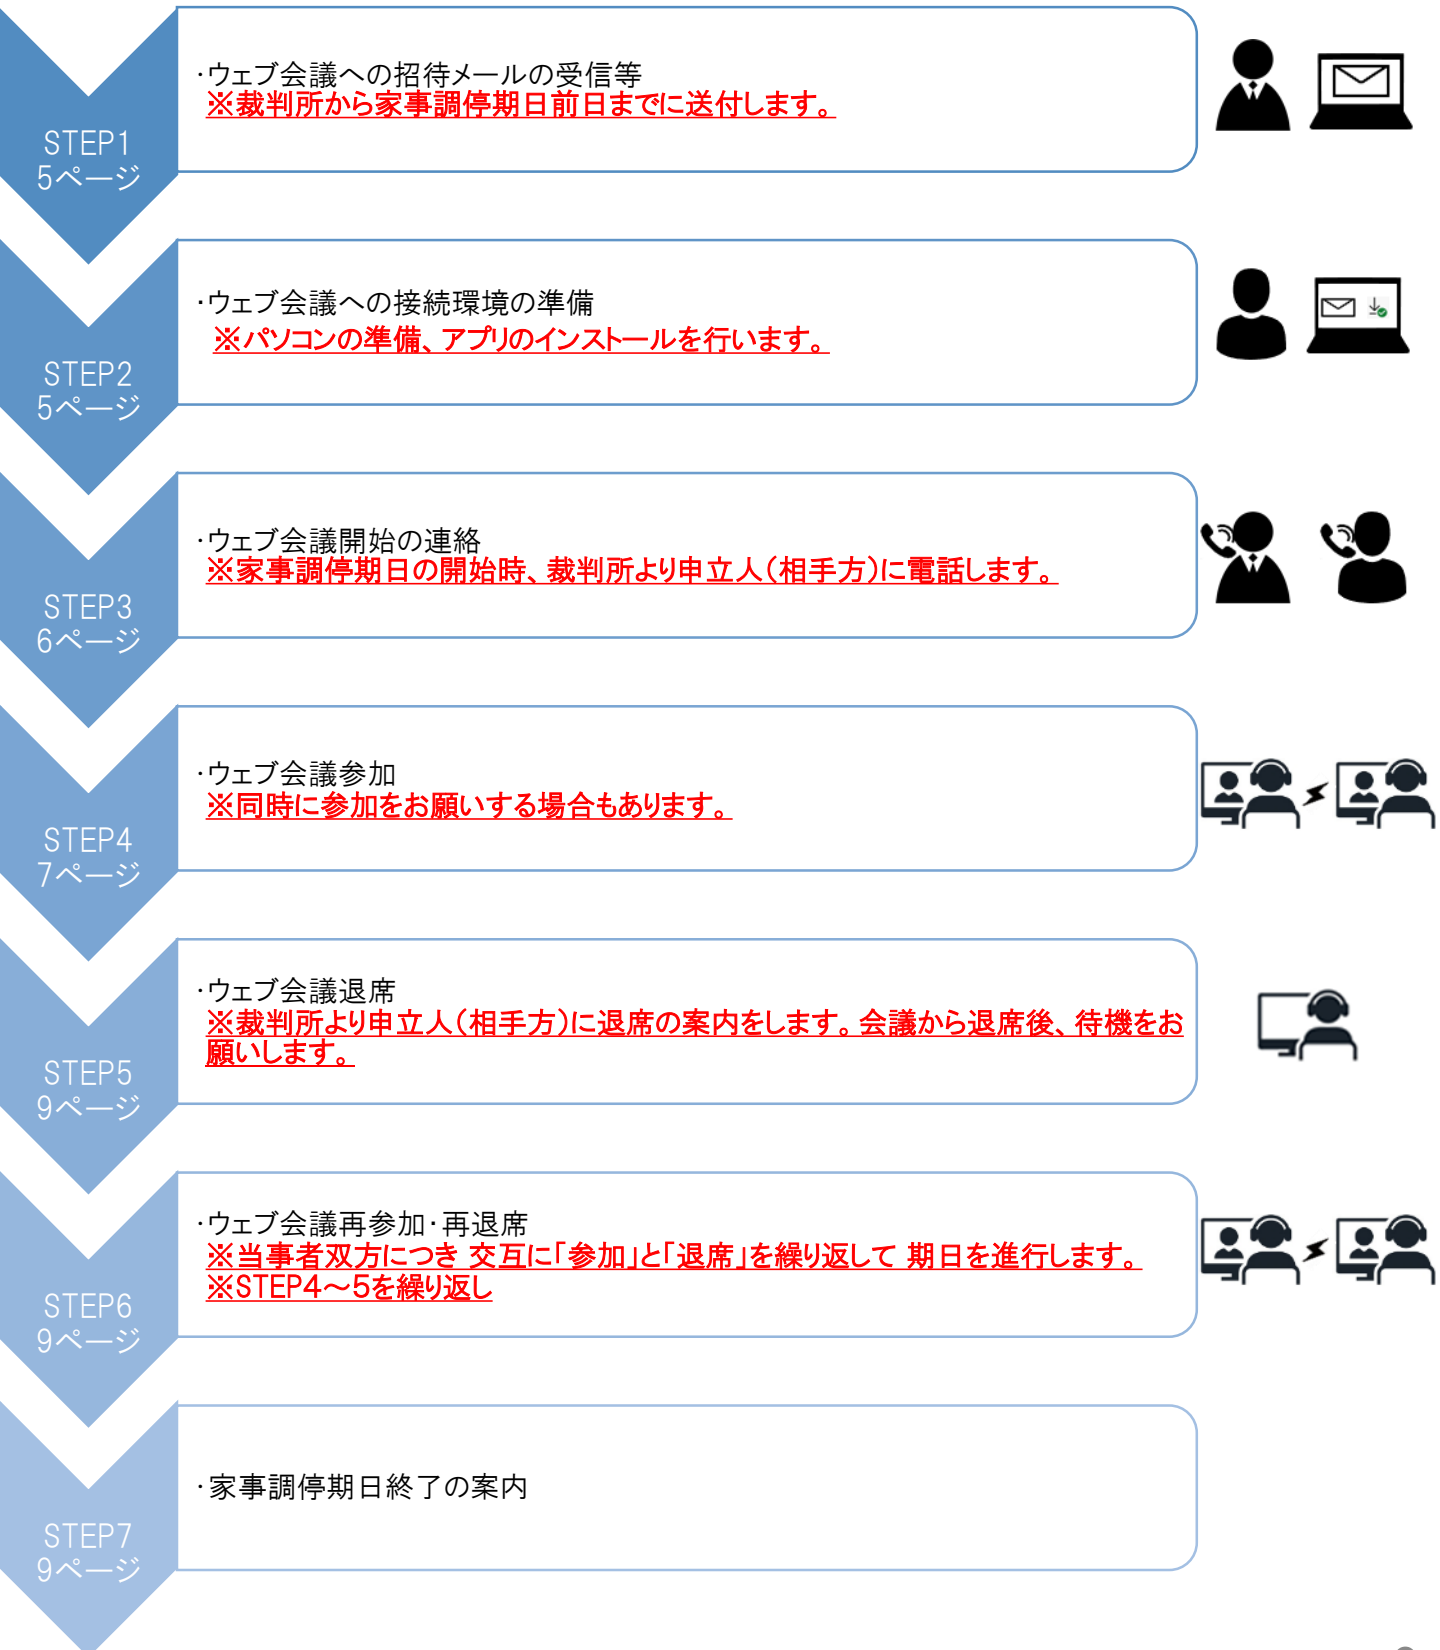 ・ウェブ会議への招待メールの受信等
※裁判所から家事調停期日前日までに送付します。
STEP1
5ページ
・ウェブ会議への接続環境の準備
※パソコンの準備、アプリのインストールを行います。
STEP2
5ページ
・ウェブ会議開始の連絡
※家事調停期日の開始時、裁判所より申立人（相手方）に電話します。
STEP3
6ページ
・ウェブ会議参加
※同時に参加をお願いする場合もあります。
STEP4
7ページ
・ウェブ会議退席
※裁判所より申立人（相手方）に退席の案内をします。会議から退席後、待機をお
願いします。
STEP5
9ページ
・ウェブ会議再参加・再退席
※当事者双方につき 交互に「参加」と「退席」を繰り返して 期日を進行します。
※STEP４～５を繰り返し
STEP6
9ページ
・家事調停期日終了の案内
STEP7
9ページ